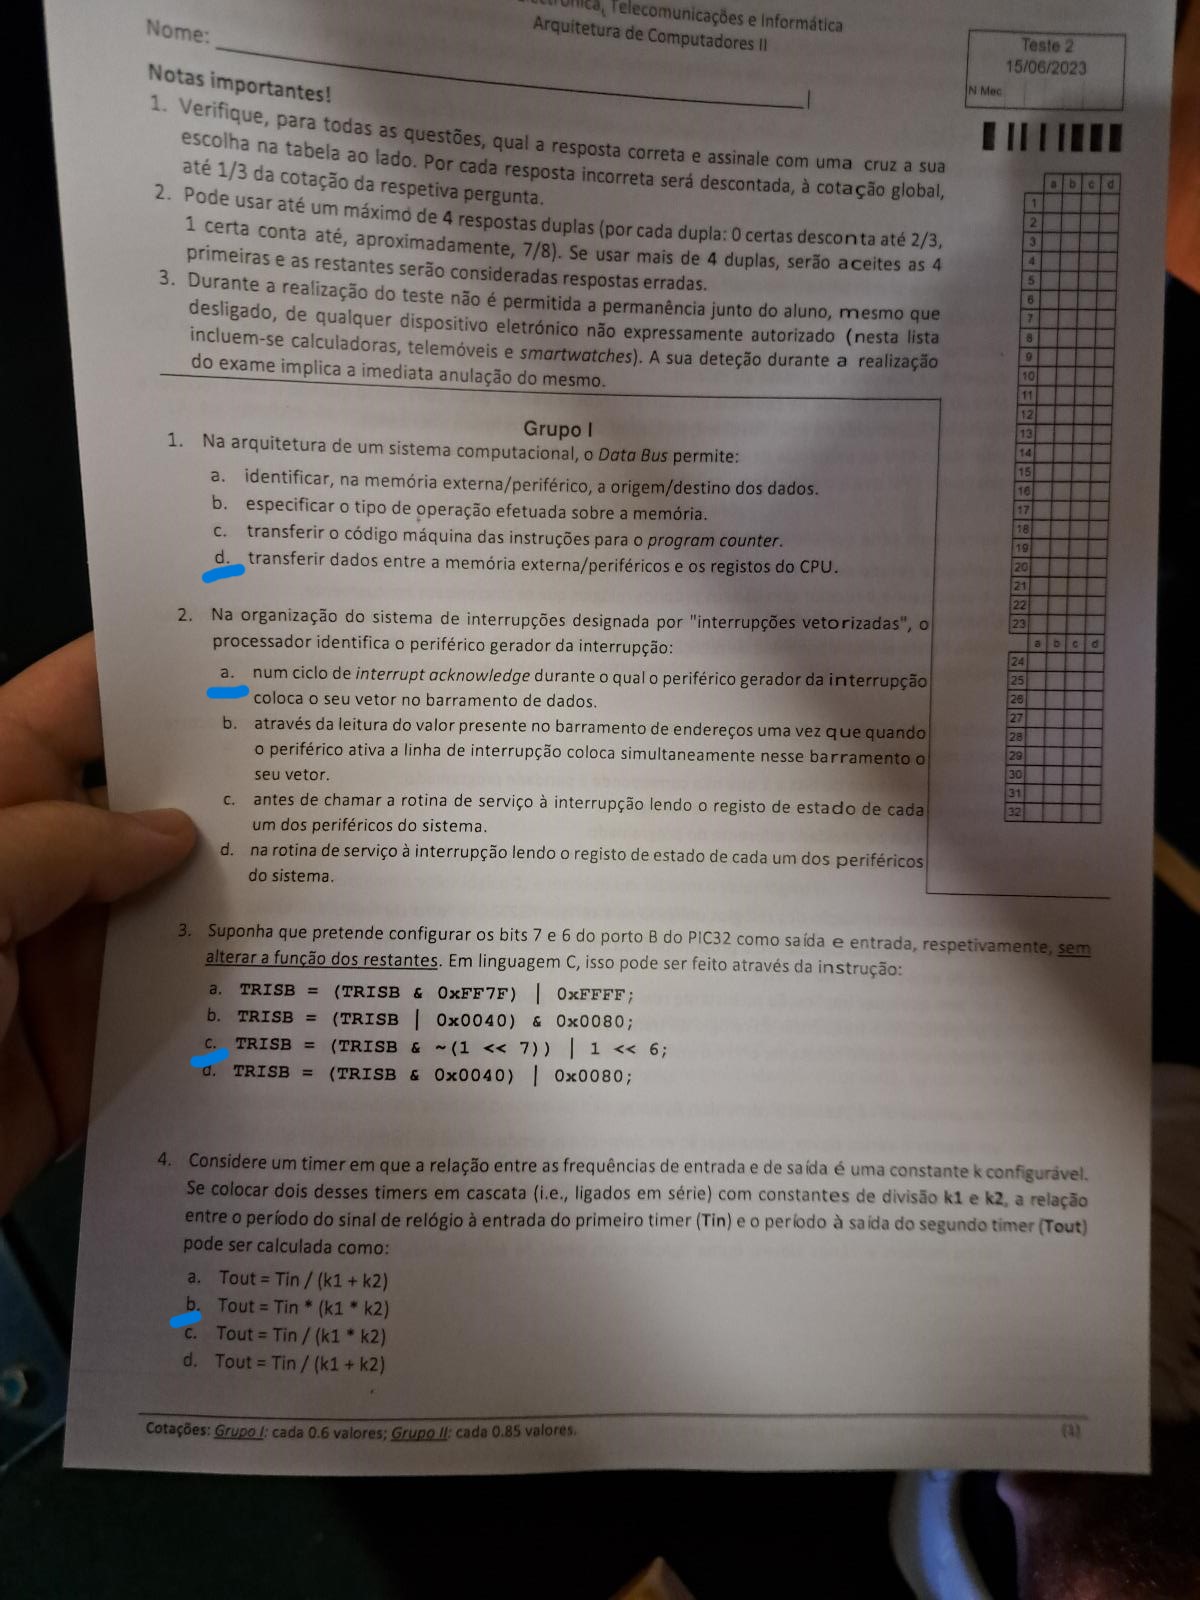 Telecomunicações e Informática
Arquitetura de Computadores II
Nome:
Teste 2
15/06/2023
N Mec
Notas importantes!
1. Verifique, para todas as questões, qual a resposta correta e assinale com uma cruz a sua
escolha na tabela ao lado. Por cada resposta incorreta será descontada, à cotação global,
até 1/3 da cotação da respetiva pergunta.
2. Pode usar até um máximo de 4 respostas duplas (por cada dupla: 0 certas desconta até 2/3,
1 certa conta até, aproximadamente, 7/8). Se usar mais de 4 duplas, serão aceites as 4
primeiras e as restantes serão consideradas respostas erradas.
3. Durante a realização do teste não é permitida a permanência junto do aluno, mesmo que
desligado, de qualquer dispositivo eletrónico não expressamente autorizado (nesta lista
incluem-se calculadoras, telemóveis e smartwatches). A sua deteção durante a realização
do exame implica a imediata anulação do mesmo.
a b c d
1
2
3
4
5
6
7
8
9
10
11
12
13
14
15
16
17
18
19
20
21
22
23
a b c d
24
25
26
27
28
29
30
31
32
Grupo I
1. Na arquitetura de um sistema computacional, o Data Bus permite:
a. identificar, na memória externa/periférico, a origem/destino dos dados.
b. especificar o tipo de operação efetuada sobre a memória.
c. transferir o código máquina das instruções para o program counter.
d. transferir dados entre a memória externa/periféricos e os registos do CPU.
2. Na organização do sistema de interrupções designada por "interrupções vetorizadas", o
processador identifica o periférico gerador da interrupção:
a. num ciclo de interrupt acknowledge durante o qual o periférico gerador da interrupção
coloca o seu vetor no barramento de dados.
b. através da leitura do valor presente no barramento de endereços uma vez que quando
o periférico ativa a linha de interrupção coloca simultaneamente nesse barramento o
seu vetor.
c. antes de chamar a rotina de serviço à interrupção lendo o registo de estado de cada
um dos periféricos do sistema.
d. na rotina de serviço à interrupção lendo o registo de estado de cada um dos periféricos
do sistema.
3. Suponha que pretende configurar os bits 7 e 6 do porto B do PIC32 como saída e entrada, respetivamente, sem
alterar a função dos restantes. Em linguagem C, isso pode ser feito através da instrução:
a. TRISB = (TRISB & 0xFF7F) | 0xFFFF;
b. TRISB = (TRISB | 0x0040) & 0x0080;
c. TRISB = (TRISB & ~(1 << 7)) | 1 << 6;
d. TRISB = (TRISB & 0x0040) | 0x0080;
4. Considere um timer em que a relação entre as frequências de entrada e de saída é uma constante k configurável.
Se colocar dois desses timers em cascata (i.e., ligados em série) com constantes de divisão k1 e k2, a relação
entre o período do sinal de relógio à entrada do primeiro timer (Tin) e o período à saída do segundo timer (Tout)
pode ser calculada como:
a. Tout = Tin / (k1 + k2)
b. Tout = Tin * (k1 * k2)
c. Tout = Tin / (k1 * k2)
d. Tout = Tin / (k1 + k2)
Cotações: Grupo I: cada 0.6 valores; Grupo II: cada 0.85 valores.
(1)